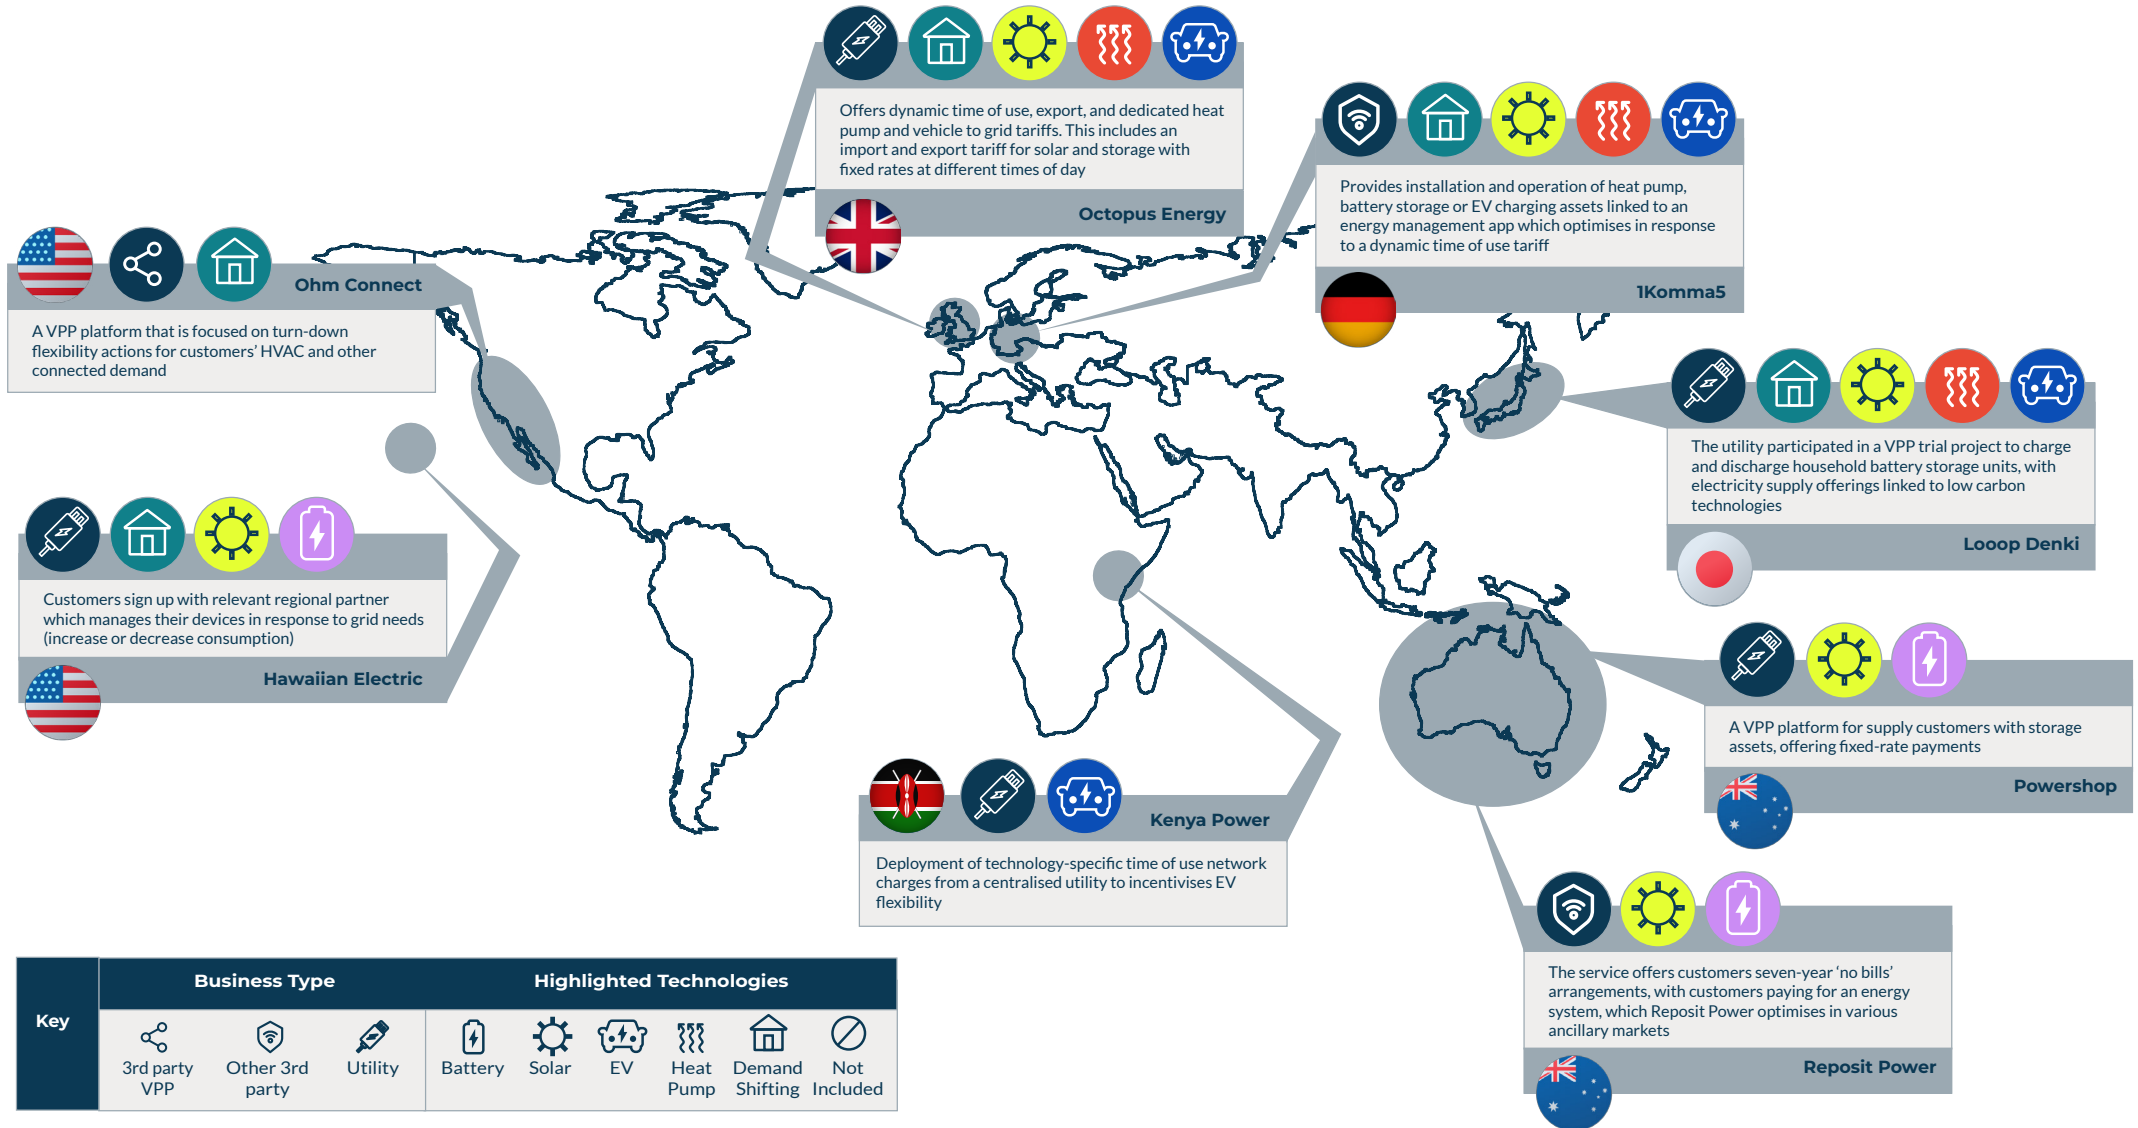 Offers dynamic time of use, export, and dedicated heat
pump and vehicle to grid tariffs. This includes an
import and export tariff for solar and storage with
fixed rates at different times of day
Octopus Energy
Provides installation and operation of heat pump,
battery storage or EV charging assets linked to an
energy management app which optimises in response
to a dynamic time of use tariff
1Komma5
Ohm Connect
A VPP platform that is focused on turn-down
flexibility actions for customers' HVAC and other
connected demand
The utility participated in a VPP trial project to charge
and discharge household battery storage units, with
electricity supply offerings linked to low carbon
technologies
Looop Denki
Customers sign up with relevant regional partner
which manages their devices in response to grid needs
(increase or decrease consumption)
Hawaiian Electric
A VPP platform for supply customers with storage
assets, offering fixed-rate payments
Powershop
Kenya Power
Deployment of technology-specific time of use network
charges from a centralised utility to incentivises EV
flexibility
The service offers customers seven-year ‘no bills’
arrangements, with customers paying for an energy
system, which Reposit Power optimises in various
ancillary markets
Reposit Power
Key
Business Type
Highlighted Technologies
3rd party
VPP
Other 3rd
party
Utility
Battery
Solar
EV
Heat
Pump
Demand
Shifting
Not
Included